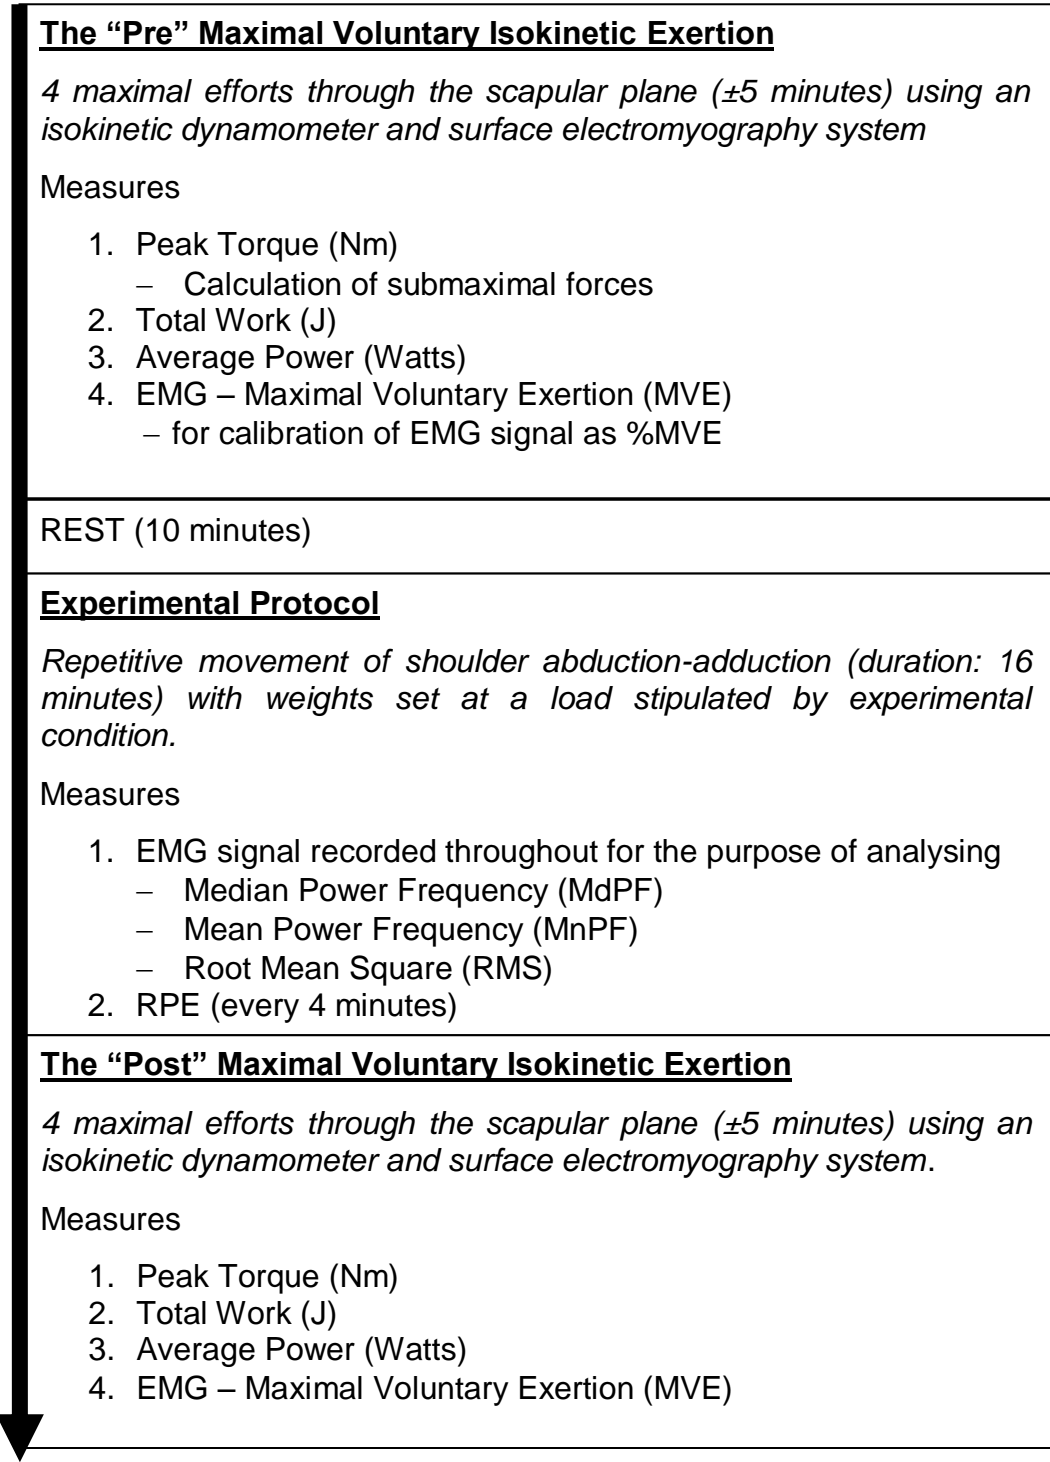 The “Pre” Maximal Voluntary Isokinetic Exertion
4 maximal efforts through the scapular plane (±5 minutes) using an
isokinetic dynamometer and surface electromyography system
Measures
1. Peak Torque (Nm)
– Calculation of submaximal forces
2. Total Work (J)
3. Average Power (Watts)
4. EMG – Maximal Voluntary Exertion (MVE)
– for calibration of EMG signal as %MVE
REST (10 minutes)
Experimental Protocol
Repetitive movement of shoulder abduction-adduction (duration: 16
minutes) with weights set at a load stipulated by experimental
condition.
Measures
1. EMG signal recorded throughout for the purpose of analysing
– Median Power Frequency (MdPF)
– Mean Power Frequency (MnPF)
– Root Mean Square (RMS)
2. RPE (every 4 minutes)
The “Post” Maximal Voluntary Isokinetic Exertion
4 maximal efforts through the scapular plane (±5 minutes) using an
isokinetic dynamometer and surface electromyography system.
Measures
1. Peak Torque (Nm)
2. Total Work (J)
3. Average Power (Watts)
4. EMG – Maximal Voluntary Exertion (MVE)